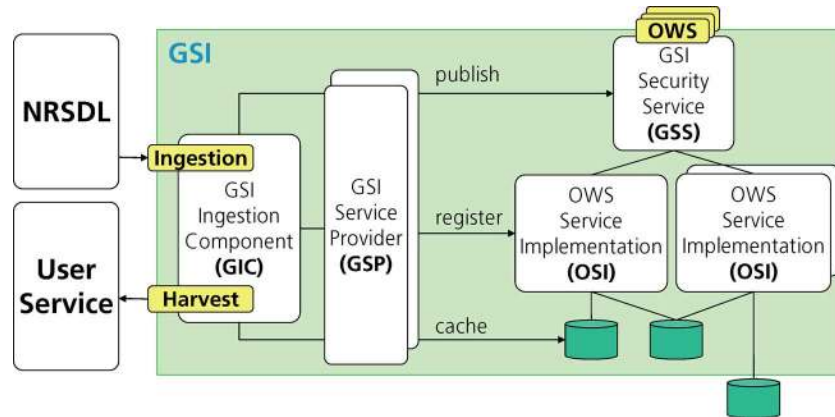 OWS
GSI
GSI
Security
Service
(GSS)
publish
NRSDL
Ingestion
GSI
Ingestion
Component
(GIC)
GSI
Service
Provider
(GSP)
register
OWS
Service
Implementation
(OSI)
OWS
Service
Implementation
(OSI)
User
Service
Harvest
cache